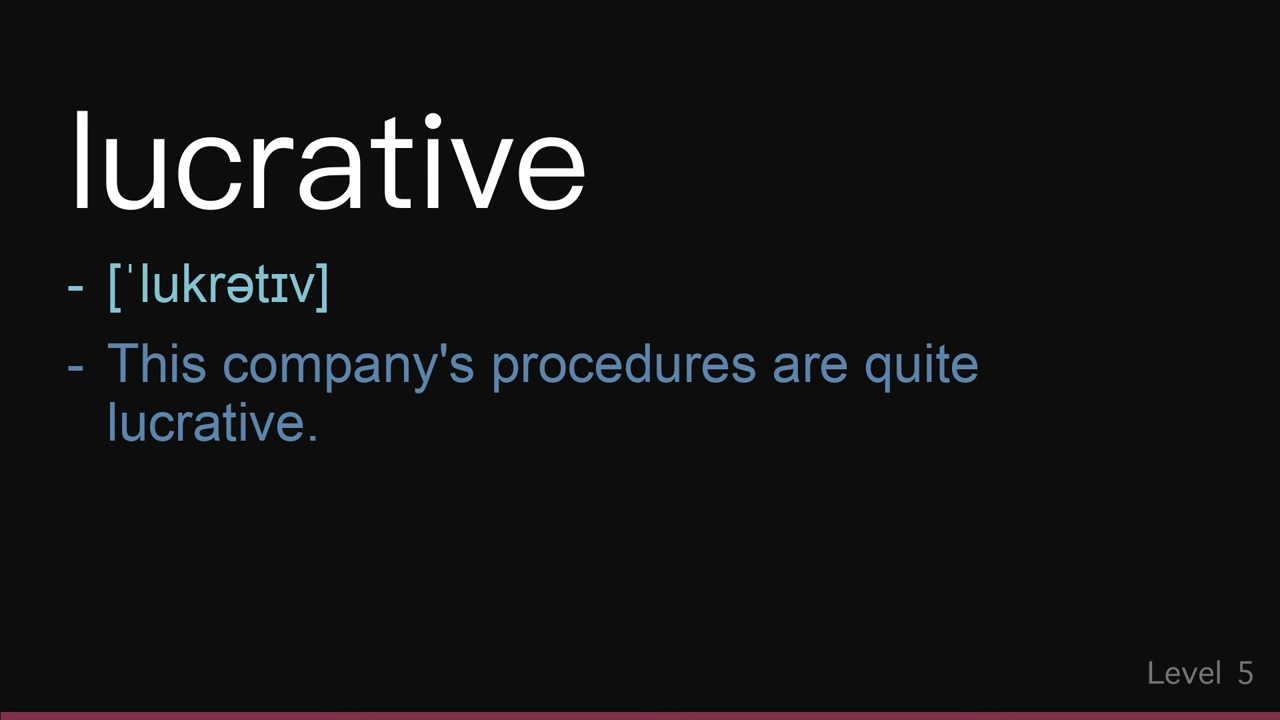 lucrative
- [ˈlukrətɪv]
- This company's procedures are quite
lucrative.
Level 5